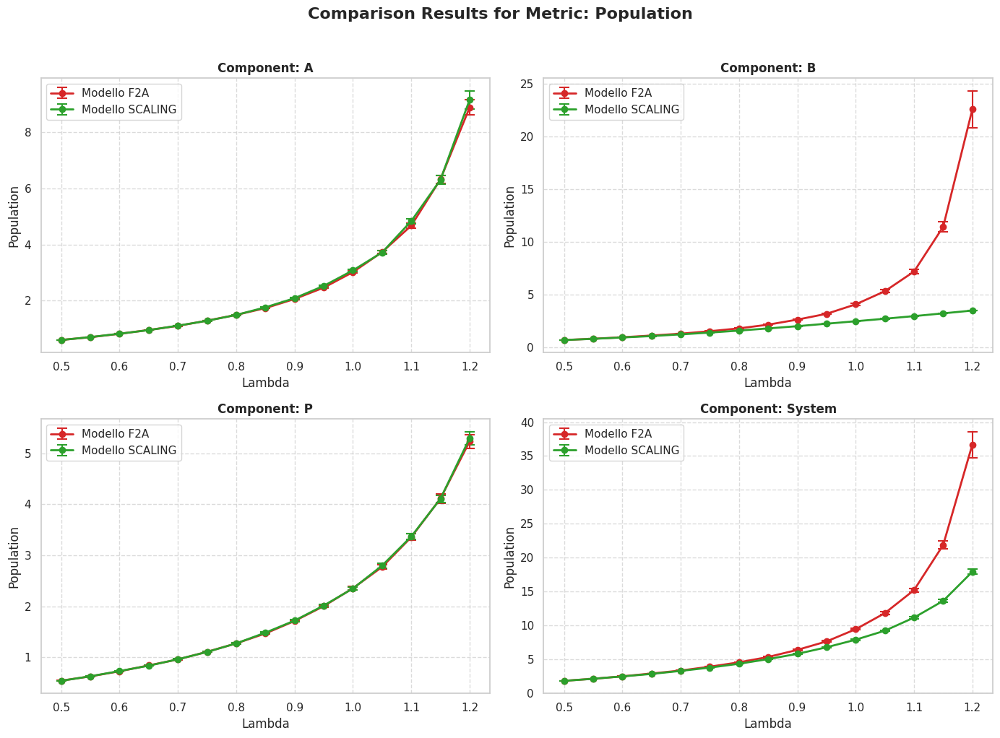 Comparison Results for Metric: Population
Component: A
Modello F2A
Modello SCALING
Population
8
6
4
2
0.5 0.6 0.7 0.8 0.9 1.0 1.1 1.2
Lambda
Component: B
Modello F2A
Modello SCALING
Population
25
20
15
10
5
0
0.5 0.6 0.7 0.8 0.9 1.0 1.1 1.2
Lambda
Component: P
Modello F2A
Modello SCALING
Population
5
4
3
2
1
0.5 0.6 0.7 0.8 0.9 1.0 1.1 1.2
Lambda
Component: System
Modello F2A
Modello SCALING
Population
40
35
30
25
20
15
10
5
0
0.5 0.6 0.7 0.8 0.9 1.0 1.1 1.2
Lambda